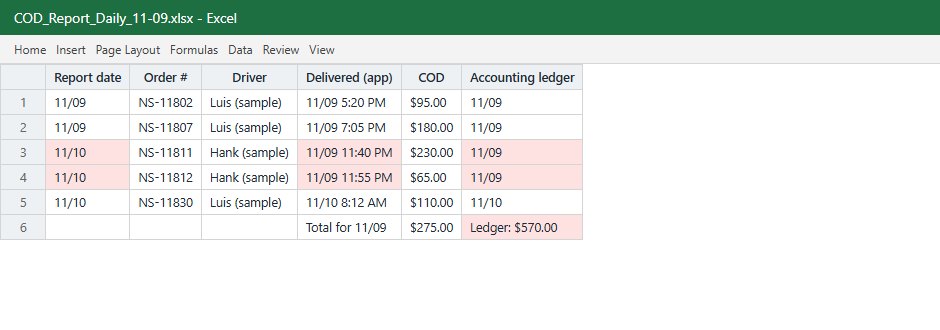 COD_Report_Daily_11-09.xlsx - Excel
Home Insert Page Layout Formulas Data Review View
Report date Order # Driver Delivered (app) COD Accounting ledger
1 11/09 NS-11802 Luis (sample) 11/09 5:20 PM $95.00 11/09
2 11/09 NS-11807 Luis (sample) 11/09 7:05 PM $180.00 11/09
3 11/10 NS-11811 Hank (sample) 11/09 11:40 PM $230.00 11/09
4 11/10 NS-11812 Hank (sample) 11/09 11:55 PM $65.00 11/09
5 11/10 NS-11830 Luis (sample) 11/10 8:12 AM $110.00 11/10
6 Total for 11/09 $275.00 Ledger: $570.00